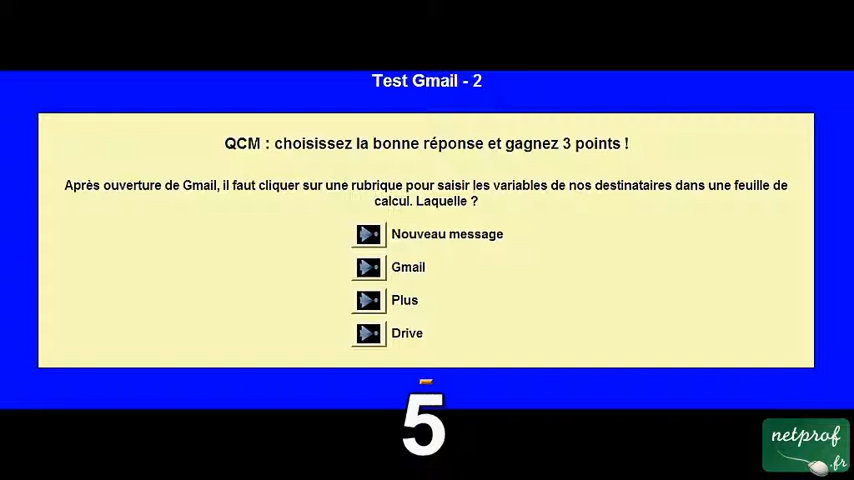 Test Gmail - 2
QCM : choisissez la bonne réponse et gagnez 3 points !
Après ouverture de Gmail, il faut cliquer sur une rubrique pour saisir les variables de nos destinataires dans une feuille de
calcul. Laquelle ?
Nouveau message
Gmail
Plus
Drive
5
netprof
.fr